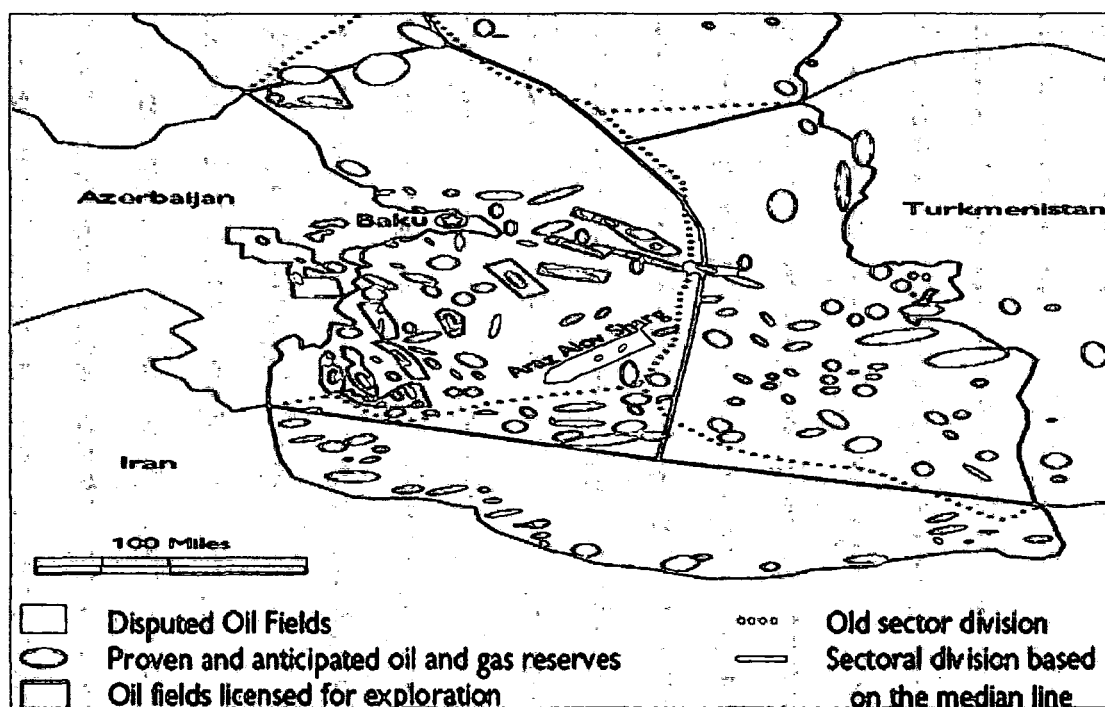 Azerbaijan
Baku
Turkmenistan
Araz Alov Sharg
Iran
100 Miles
Disputed Oil Fields
Proven and anticipated oil and gas reserves
Oil fields licensed for exploration
Old sector division
Sectoral division based
on the median line